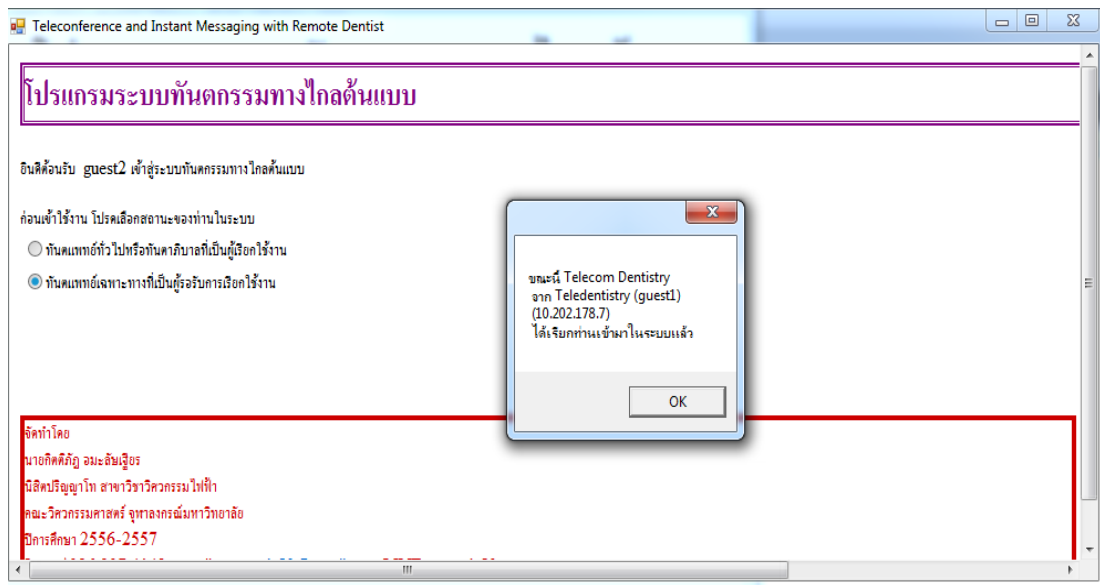 Teleconference and Instant Messaging with Remote Dentist
โปรแกรมระบบทันตกรรมทางไกลต้นแบบ
ยินดีต้อนรับ guest2 เข้าสู่ระบบทันตกรรมทางไกลต้นแบบ
ก่อนเข้าใช้งาน โปรดเลือกสถานะของท่านในระบบ
ทันตแพทย์ทั่วไปหรือทันตาภิบาลที่เป็นผู้เรียกใช้งาน
ทันตแพทย์เฉพาะทางที่เป็นผู้รอรับการเรียกใช้งาน
ขณะนี้ Telecom Dentistry
จาก Teledentistry (guest1)
(10.202.178.7)
ได้เรียกท่านเข้ามาในระบบแล้ว
OK
จัดทำโดย
นายกิตติภัฏ อมะลัษเฐียร
นิสิตปริญญาโท สาขาวิชาวิศวกรรมไฟฟ้า
คณะวิศวกรรมศาสตร์ จุฬาลงกรณ์มหาวิทยาลัย
ปีการศึกษา 2556-2557